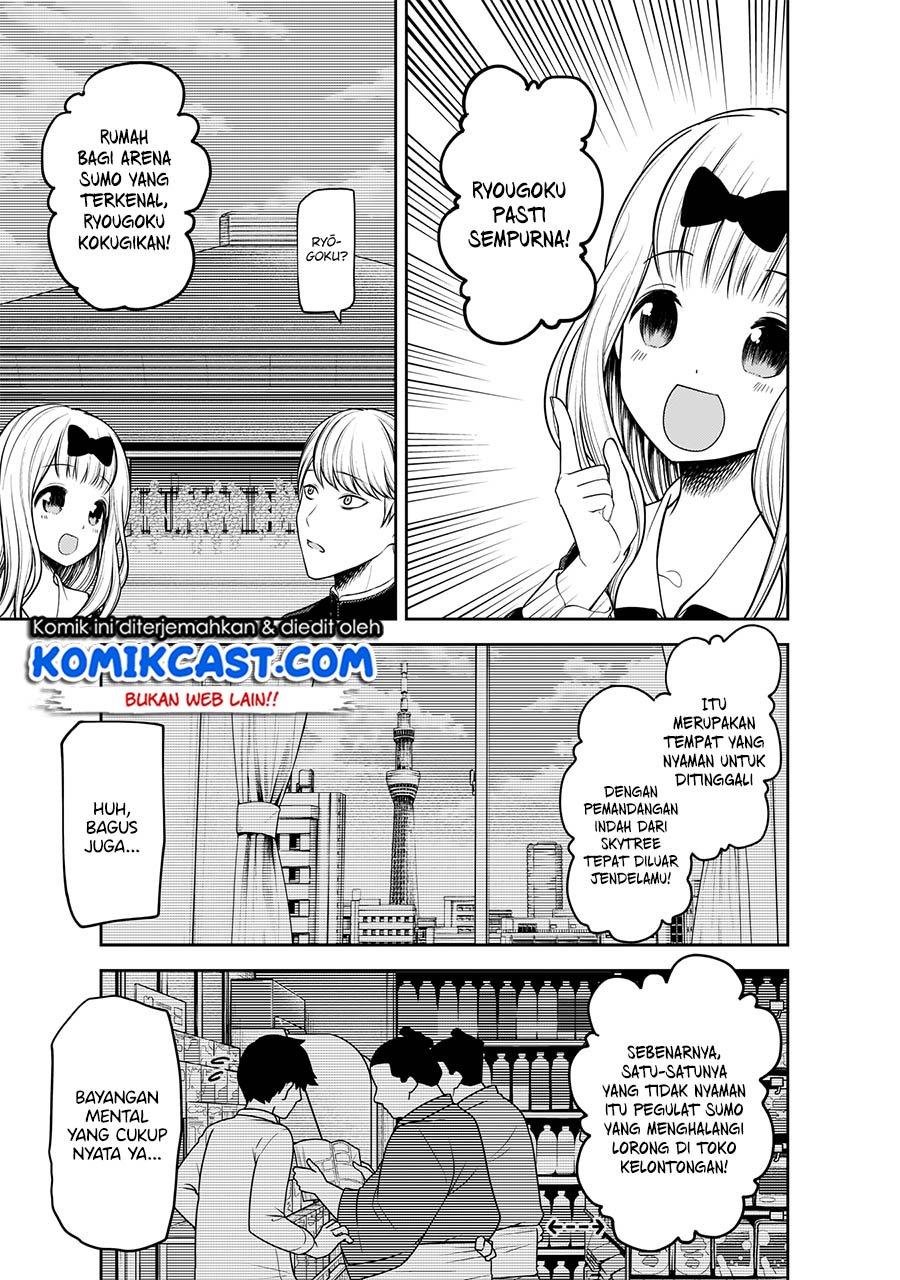 RYOUGOKU
PASTI
SEMPURNA!
RYŌ-
GOKU?
RUMAH
BAGI ARENA
SUMO YANG
TERKENAL,
RYOUGOKU
KOKUGIKAN!
Komik ini diterjemahkan & diedit oleh
KOMIKCAST.COM
BUKAN WEB LAIN!!
ITU
MERUPAKAN
TEMPAT YANG
NYAMAN UNTUK
DITINGGALI
DENGAN
PEMANDANGAN
INDAH DARI
SKYTREE
TEPAT DILUAR
JENDELAMU!
HUH,
BAGUS
JUGA...
SEBENARNYA,
SATU-SATUNYA
YANG TIDAK NYAMAN
ITU PEGULAT SUMO
YANG MENGHALANGI
LORONG DI TOKO
KELONTONGAN!
BAYANGAN
MENTAL
YANG CUKUP
NYATA YA...